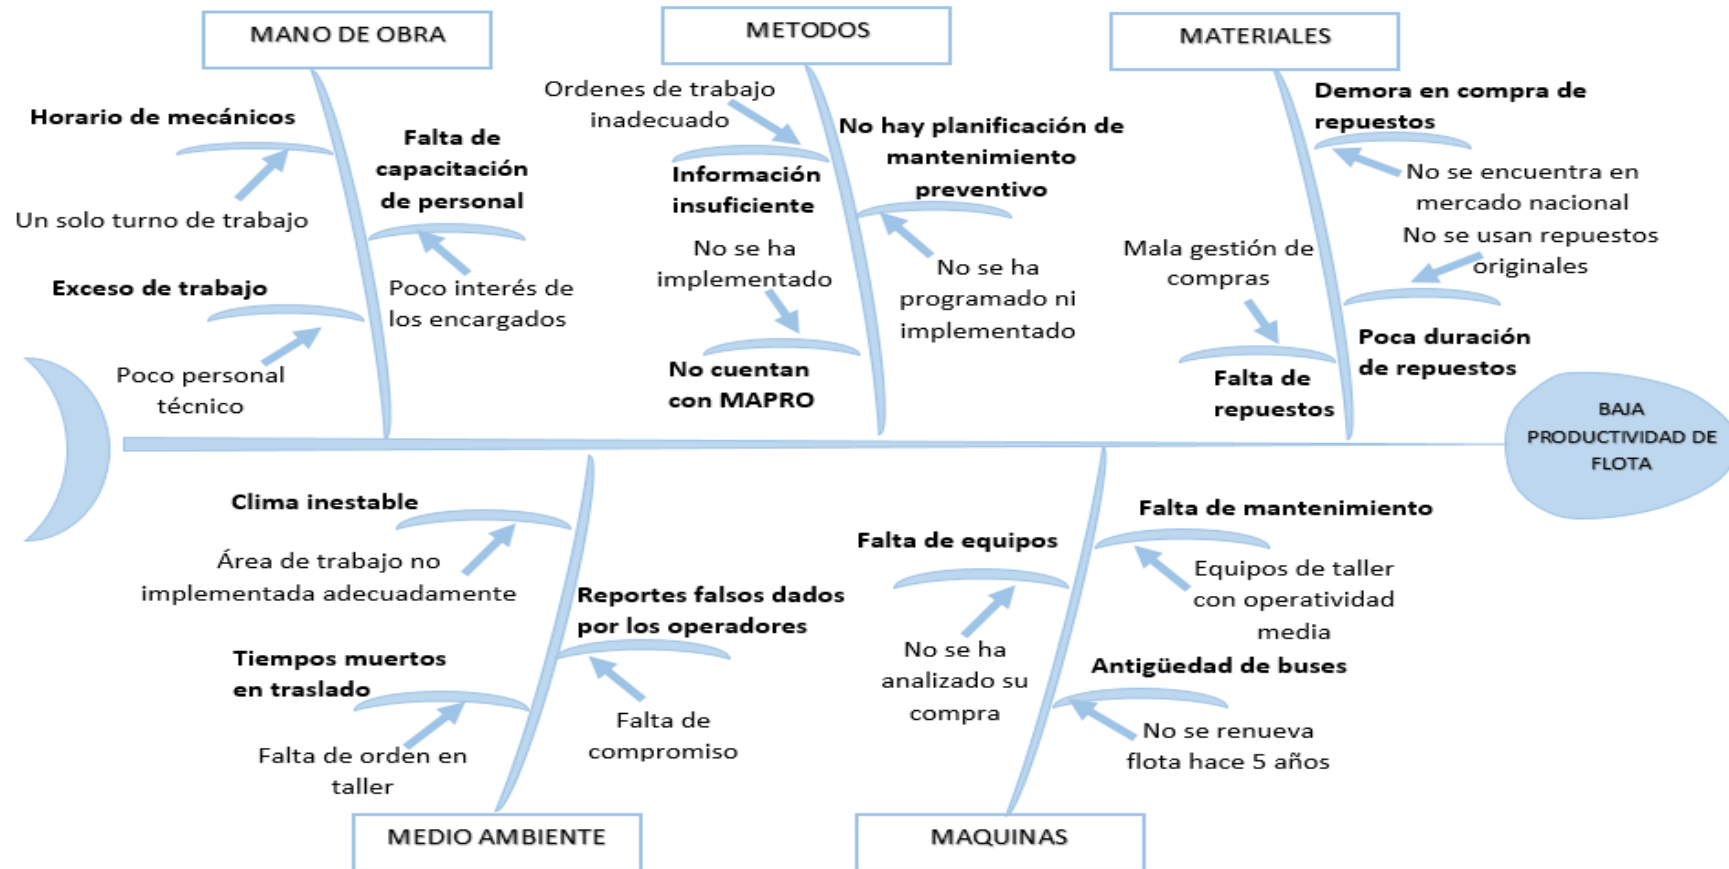 MANO DE OBRA
Horario de mecánicos
Un solo turno de trabajo
Falta de
capacitación
de personal
Poco interés de
los encargados
Exceso de trabajo
Poco personal
técnico
METODOS
Ordenes de trabajo
inadecuado
Información
insuficiente
No hay planificación de
mantenimiento
preventivo
No se ha
programado ni
implementado
No se ha
implementado
No cuentan
con MAPRO
MATERIALES
Demora en compra de
repuestos
No se encuentra en
mercado nacional
No se usan repuestos
originales
Poca duración
de repuestos
Mala gestión de
compras
Falta de
repuestos
BAJA
PRODUCTIVIDAD DE
FLOTA
Clima inestable
Área de trabajo no
implementada adecuadamente
Reportes falsos dados
por los operadores
Falta de
compromiso
Tiempos muertos
en traslado
Falta de orden en
taller
MEDIO AMBIENTE
Falta de equipos
No se ha
analizado su
compra
Falta de mantenimiento
Equipos de taller
con operatividad
media
Antigüedad de buses
No se renueva
flota hace 5 años
MAQUINAS